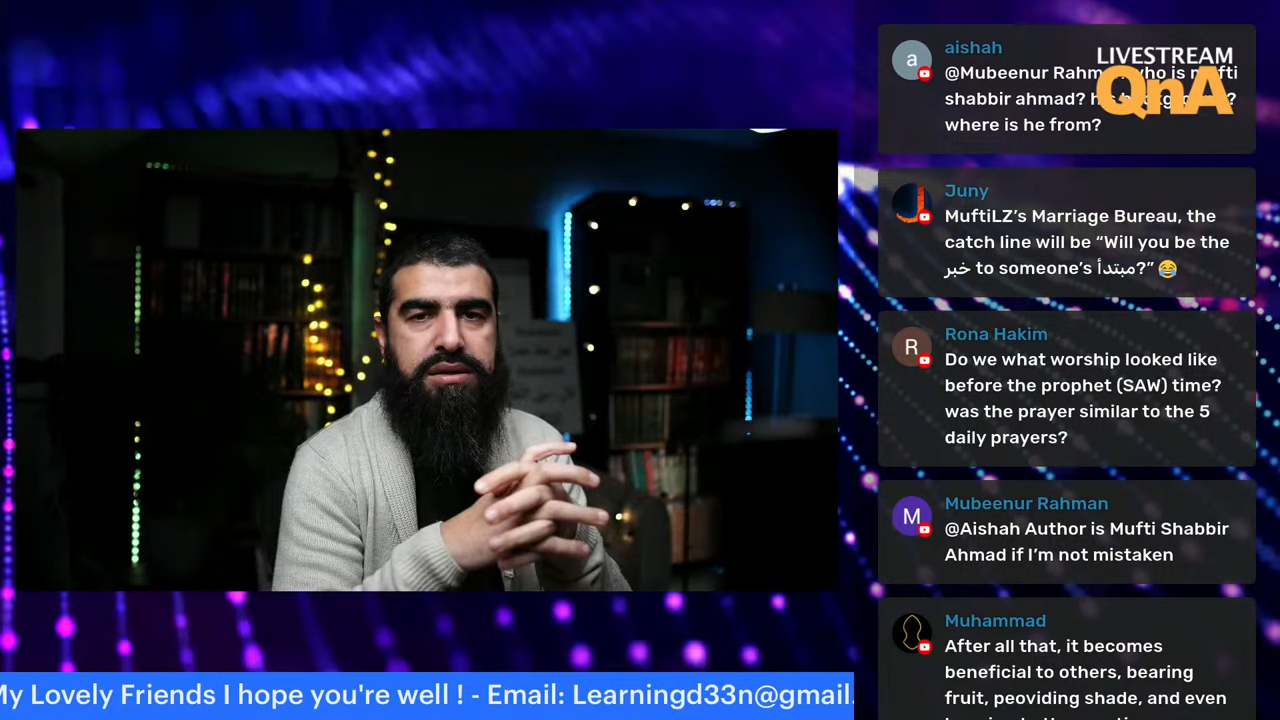 LIVESTREAM
QnA
aishah
@Mubeenur who is
shabbir ahmad?
where is he from?
Juny
MuftiLZ’s Marriage Bureau, the
catch line will be “Will you be the
خبر to someone’s مبتدأ?” 😂
Rona Hakim
Do we what worship looked like
before the prophet (SAW) time?
was the prayer similar to the 5
daily prayers?
Mubeenur Rahman
@Aishah Author is Mufti Shabbir
Ahmad if I’m not mistaken
Muhammad
After all that, it becomes
beneficial to others, bearing
fruit, peoviding shade, and even
My Lovely Friends I hope you're well ! - Email: Learningd33n@gmail.